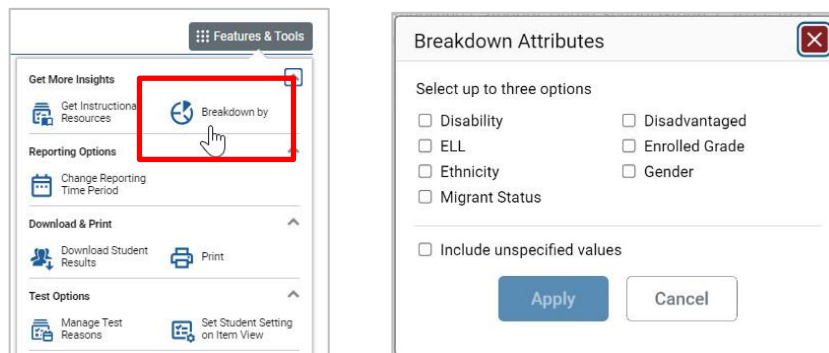 Features & Tools
Get More Insights
Get Instructional
Resources
Breakdown by
Reporting Options
Change Reporting
Time Period
Download & Print
Download Student
Results
Print
Test Options
Manage Test
Reasons
Set Student Setting
on Item View
Breakdown Attributes
Select up to three options
Disability
Disadvantaged
ELL
Enrolled Grade
Ethnicity
Gender
Migrant Status
Include unspecified values
Apply
Cancel